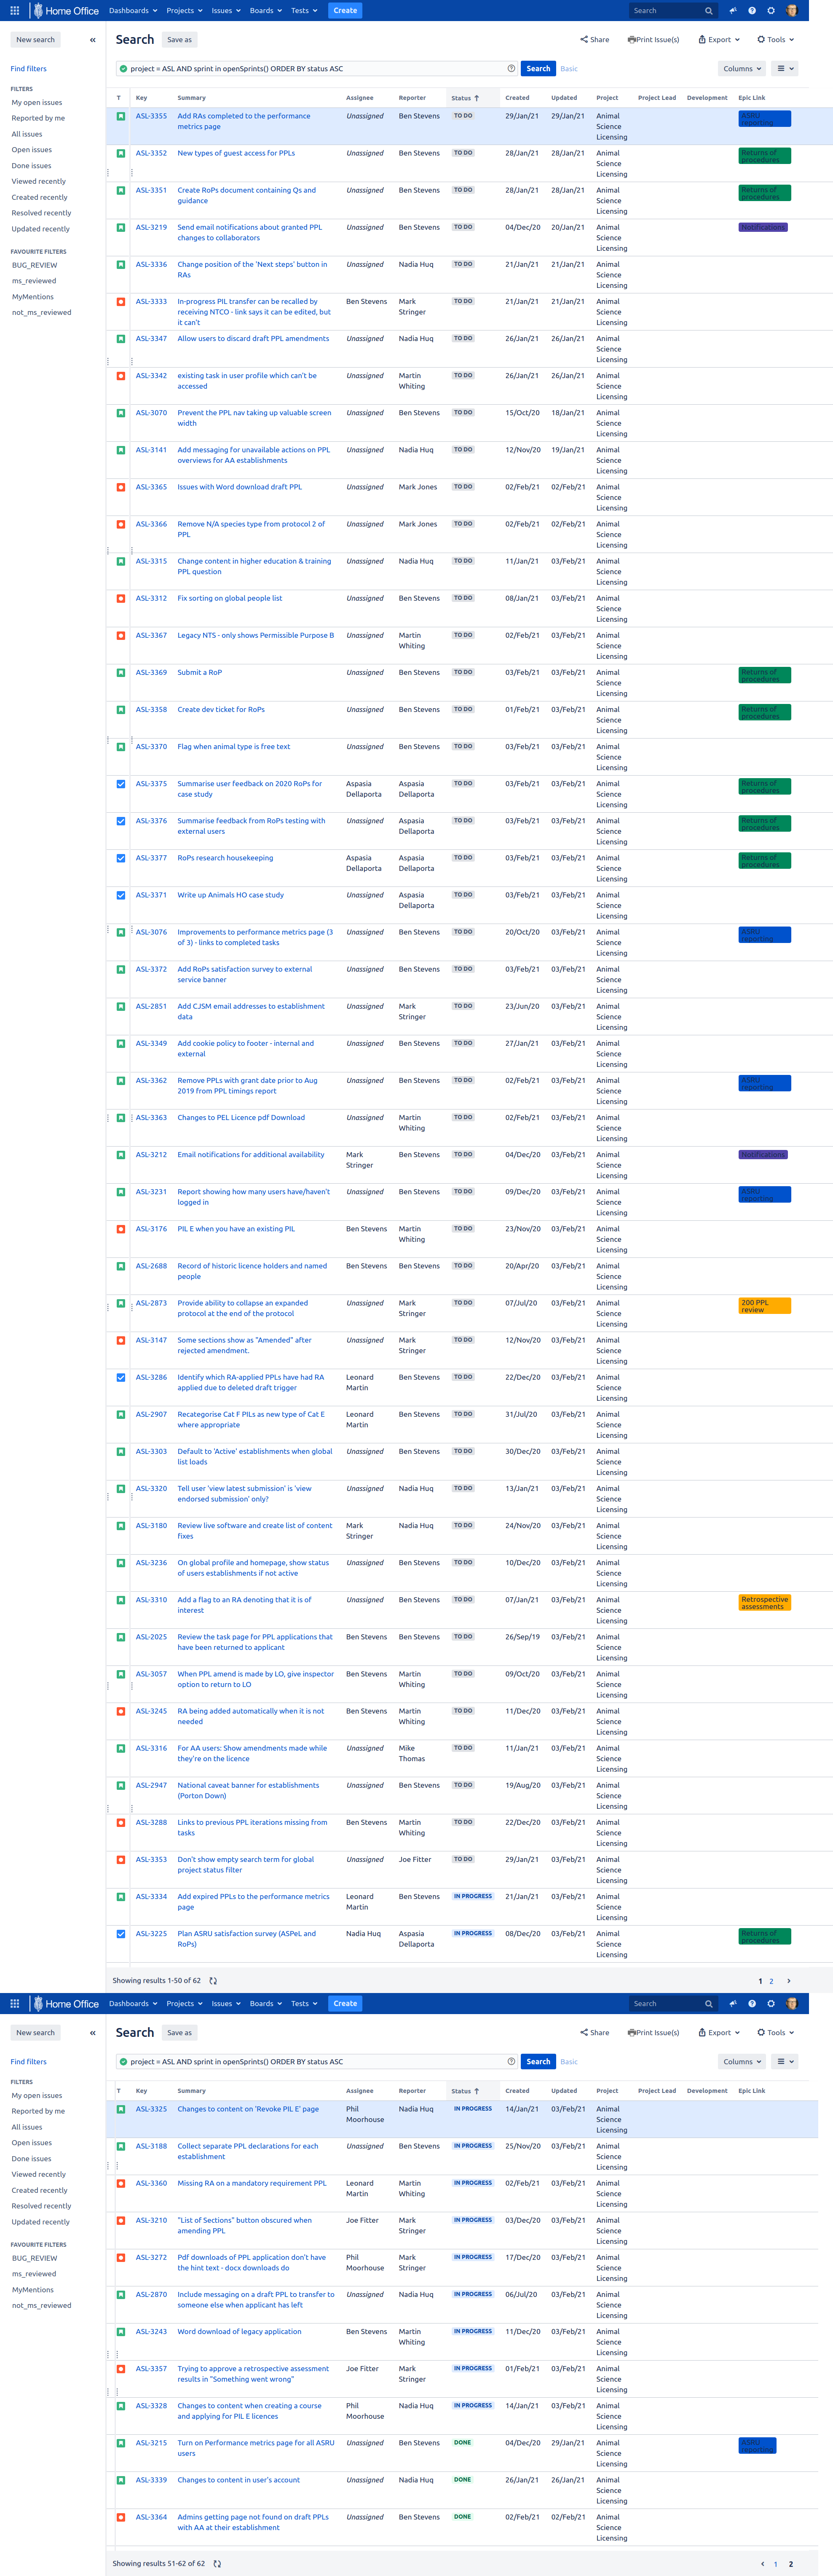 Home Office Dashboards Projects Issues Boards Tests Create Search
New search Search Save as Share Print Issue(s) Export Tools
Find filters project = ASL AND sprint in openSprints() ORDER BY status ASC Search Basic Columns
FILTERS
My open issues
Reported by me
All issues
Open issues
Done issues
Viewed recently
Created recently
Resolved recently
Updated recently
FAVOURITE FILTERS
BUG_REVIEW
ms_reviewed
MyMentions
not_ms_reviewed
T Key Summary Assignee Reporter Status Created Updated Project Project Lead Development Epic Link
ASL-3355 Add RAs completed to the performance Unassigned Ben Stevens TO DO 29/Jan/21 29/Jan/21 Animal ASRU
metrics page Science reporting
Licensing
ASL-3352 New types of guest access for PPLs Unassigned Ben Stevens TO DO 28/Jan/21 28/Jan/21 Animal Returns of
Science procedures
Licensing
ASL-3351 Create RoPs document containing Qs and Unassigned Ben Stevens TO DO 28/Jan/21 28/Jan/21 Animal Returns of
guidance Science procedures
Licensing
ASL-3219 Send email notifications about granted PPL Unassigned Ben Stevens TO DO 04/Dec/20 20/Jan/21 Animal Notifications
changes to collaborators Science
Licensing
ASL-3336 Change position of the 'Next steps' button in Unassigned Nadia Huq TO DO 21/Jan/21 21/Jan/21 Animal
RAs Science
Licensing
ASL-3333 In-progress PIL transfer can be recalled by Ben Stevens Mark TO DO 21/Jan/21 21/Jan/21 Animal
receiving NTCO - link says it can be edited, but Stringer Science
it can't Licensing
ASL-3347 Allow users to discard draft PPL amendments Unassigned Nadia Huq TO DO 26/Jan/21 26/Jan/21 Animal
Science
Licensing
ASL-3342 existing task in user profile which can't be Unassigned Martin TO DO 26/Jan/21 26/Jan/21 Animal
accessed Whiting Science
Licensing
ASL-3070 Prevent the PPL nav taking up valuable screen Unassigned Ben Stevens TO DO 15/Oct/20 18/Jan/21 Animal
width Science
Licensing
ASL-3141 Add messaging for unavailable actions on PPL Unassigned Nadia Huq TO DO 12/Nov/20 19/Jan/21 Animal
overviews for AA establishments Science
Licensing
ASL-3365 Issues with Word download draft PPL Unassigned Mark Jones TO DO 02/Feb/21 02/Feb/21 Animal
Science
Licensing
ASL-3366 Remove N/A species type from protocol 2 of Unassigned Mark Jones TO DO 02/Feb/21 02/Feb/21 Animal
PPL Science
Licensing
ASL-3315 Change content in higher education & training Unassigned Nadia Huq TO DO 11/Jan/21 03/Feb/21 Animal
PPL question Science
Licensing
ASL-3312 Fix sorting on global people list Unassigned Ben Stevens TO DO 08/Jan/21 03/Feb/21 Animal
Science
Licensing
ASL-3367 Legacy NTS - only shows Permissible Purpose B Unassigned Martin TO DO 02/Feb/21 03/Feb/21 Animal
Whiting Science
Licensing
ASL-3369 Submit a RoP Unassigned Ben Stevens TO DO 03/Feb/21 03/Feb/21 Animal Returns of
Science procedures
Licensing
ASL-3358 Create dev ticket for RoPs Unassigned Ben Stevens TO DO 01/Feb/21 03/Feb/21 Animal Returns of
Science procedures
Licensing
ASL-3370 Flag when animal type is free text Unassigned Ben Stevens TO DO 03/Feb/21 03/Feb/21 Animal
Science
Licensing
ASL-3375 Summarise user feedback on 2020 RoPs for Aspasia Aspasia TO DO 03/Feb/21 03/Feb/21 Animal Returns of
case study Dellaporta Dellaporta Science procedures
Licensing
ASL-3376 Summarise feedback from RoPs testing with Unassigned Aspasia TO DO 03/Feb/21 03/Feb/21 Animal Returns of
external users Dellaporta Science procedures
Licensing
ASL-3377 RoPs research housekeeping Aspasia Aspasia TO DO 03/Feb/21 03/Feb/21 Animal Returns of
Dellaporta Dellaporta Science procedures
Licensing
ASL-3371 Write up Animals HO case study Unassigned Aspasia TO DO 03/Feb/21 03/Feb/21 Animal
Dellaporta Science
Licensing
ASL-3076 Improvements to performance metrics page (3 Unassigned Ben Stevens TO DO 20/Oct/20 03/Feb/21 Animal ASRU
of 3) - links to completed tasks Science reporting
Licensing
ASL-3372 Add RoPs satisfaction survey to external Unassigned Ben Stevens TO DO 03/Feb/21 03/Feb/21 Animal
service banner Science
Licensing
ASL-2851 Add CJSM email addresses to establishment Unassigned Mark TO DO 23/Jun/20 03/Feb/21 Animal
data Stringer Science
Licensing
ASL-3349 Add cookie policy to footer - internal and Unassigned Ben Stevens TO DO 27/Jan/21 03/Feb/21 Animal
external Science
Licensing
ASL-3362 Remove PPLs with grant date prior to Aug Unassigned Ben Stevens TO DO 02/Feb/21 03/Feb/21 Animal ASRU
2019 from PPL timings report Science reporting
Licensing
ASL-3363 Changes to PEL Licence pdf Download Unassigned Martin TO DO 02/Feb/21 03/Feb/21 Animal
Whiting Science
Licensing
ASL-3212 Email notifications for additional availability Mark Ben Stevens TO DO 04/Dec/20 03/Feb/21 Animal Notifications
Stringer Science
Licensing
ASL-3231 Report showing how many users have/haven't Unassigned Ben Stevens TO DO 09/Dec/20 03/Feb/21 Animal ASRU
logged in Science reporting
Licensing
ASL-3176 PIL E when you have an existing PIL Ben Stevens Martin TO DO 23/Nov/20 03/Feb/21 Animal
Whiting Science
Licensing
ASL-2688 Record of historic licence holders and named Ben Stevens Ben Stevens TO DO 20/Apr/20 03/Feb/21 Animal
people Science
Licensing
ASL-2873 Provide ability to collapse an expanded Unassigned Mark TO DO 07/Jul/20 03/Feb/21 Animal 200 PPL
protocol at the end of the protocol Stringer Science review
Licensing
ASL-3147 Some sections show as "Amended" after Unassigned Mark TO DO 12/Nov/20 03/Feb/21 Animal
rejected amendment. Stringer Science
Licensing
ASL-3286 Identify which RA-applied PPLs have had RA Leonard Ben Stevens TO DO 22/Dec/20 03/Feb/21 Animal
applied due to deleted draft trigger Martin Science
Licensing
ASL-2907 Recategorise Cat F PILs as new type of Cat E Leonard Ben Stevens TO DO 31/Jul/20 03/Feb/21 Animal
where appropriate Martin Science
Licensing
ASL-3303 Default to 'Active' establishments when global Unassigned Ben Stevens TO DO 30/Dec/20 03/Feb/21 Animal
list loads Science
Licensing
ASL-3320 Tell user 'view latest submission' is 'view Unassigned Nadia Huq TO DO 13/Jan/21 03/Feb/21 Animal
endorsed submission' only? Science
Licensing
ASL-3180 Review live software and create list of content Mark Nadia Huq TO DO 24/Nov/20 03/Feb/21 Animal
fixes Stringer Science
Licensing
ASL-3236 On global profile and homepage, show status Unassigned Ben Stevens TO DO 10/Dec/20 03/Feb/21 Animal
of users establishments if not active Science
Licensing
ASL-3310 Add a flag to an RA denoting that it is of Unassigned Ben Stevens TO DO 07/Jan/21 03/Feb/21 Animal Retrospective
interest Science assessments
Licensing
ASL-2025 Review the task page for PPL applications that Ben Stevens Ben Stevens TO DO 26/Sep/19 03/Feb/21 Animal
have been returned to applicant Science
Licensing
ASL-3057 When PPL amend is made by LO, give inspector Ben Stevens Martin TO DO 09/Oct/20 03/Feb/21 Animal
option to return to LO Whiting Science
Licensing
ASL-3245 RA being added automatically when it is not Ben Stevens Martin TO DO 11/Dec/20 03/Feb/21 Animal
needed Whiting Science
Licensing
ASL-3316 For AA users: Show amendments made while Unassigned Mike TO DO 11/Jan/21 03/Feb/21 Animal
they're on the licence Thomas Science
Licensing
ASL-2947 National caveat banner for establishments Unassigned Ben Stevens TO DO 19/Aug/20 03/Feb/21 Animal
(Porton Down) Science
Licensing
ASL-3288 Links to previous PPL iterations missing from Ben Stevens Martin TO DO 22/Dec/20 03/Feb/21 Animal
tasks Whiting Science
Licensing
ASL-3353 Don't show empty search term for global Unassigned Joe Fitter TO DO 29/Jan/21 03/Feb/21 Animal
project status filter Science
Licensing
ASL-3334 Add expired PPLs to the performance metrics Leonard Ben Stevens IN PROGRESS 21/Jan/21 03/Feb/21 Animal
page Martin Science
Licensing
ASL-3225 Plan ASRU satisfaction survey (ASPeL and Nadia Huq Aspasia IN PROGRESS 08/Dec/20 03/Feb/21 Animal Returns of
RoPs) Dellaporta Science procedures
Licensing
Showing results 1-50 of 62 1 2
Home Office Dashboards Projects Issues Boards Tests Create Search
New search Search Save as Share Print Issue(s) Export Tools
Find filters project = ASL AND sprint in openSprints() ORDER BY status ASC Search Basic Columns
FILTERS
My open issues
Reported by me
All issues
Open issues
Done issues
Viewed recently
Created recently
Resolved recently
Updated recently
FAVOURITE FILTERS
BUG_REVIEW
ms_reviewed
MyMentions
not_ms_reviewed
T Key Summary Assignee Reporter Status Created Updated Project Project Lead Development Epic Link
ASL-3325 Changes to content on 'Revoke PIL E' page Phil Nadia Huq IN PROGRESS 14/Jan/21 03/Feb/21 Animal
Moorhouse Science
Licensing
ASL-3188 Collect separate PPL declarations for each Unassigned Ben Stevens IN PROGRESS 25/Nov/20 03/Feb/21 Animal
establishment Science
Licensing
ASL-3360 Missing RA on a mandatory requirement PPL Leonard Martin IN PROGRESS 02/Feb/21 03/Feb/21 Animal
Martin Whiting Science
Licensing
ASL-3210 "List of Sections" button obscured when Joe Fitter Mark IN PROGRESS 03/Dec/20 03/Feb/21 Animal
amending PPL Stringer Science
Licensing
ASL-3272 Pdf downloads of PPL application don't have Phil Mark IN PROGRESS 17/Dec/20 03/Feb/21 Animal
the hint text - docx downloads do Moorhouse Stringer Science
Licensing
ASL-2870 Include messaging on a draft PPL to transfer to Unassigned Nadia Huq IN PROGRESS 06/Jul/20 03/Feb/21 Animal
someone else when applicant has left Science
Licensing
ASL-3243 Word download of legacy application Ben Stevens Martin IN PROGRESS 11/Dec/20 03/Feb/21 Animal
Whiting Science
Licensing
ASL-3357 Trying to approve a retrospective assessment Joe Fitter Mark IN PROGRESS 01/Feb/21 03/Feb/21 Animal
results in "Something went wrong" Stringer Science
Licensing
ASL-3328 Changes to content when creating a course Phil Nadia Huq IN PROGRESS 14/Jan/21 03/Feb/21 Animal
and applying for PIL E licences Moorhouse Science
Licensing
ASL-3215 Turn on Performance metrics page for all ASRU Unassigned Ben Stevens DONE 04/Dec/20 29/Jan/21 Animal ASRU
users Science reporting
Licensing
ASL-3339 Changes to content in user's account Unassigned Nadia Huq DONE 26/Jan/21 26/Jan/21 Animal
Science
Licensing
ASL-3364 Admins getting page not found on draft PPLs Unassigned Ben Stevens DONE 02/Feb/21 02/Feb/21 Animal
with AA at their establishment Science
Licensing
Showing results 51-62 of 62 1 2